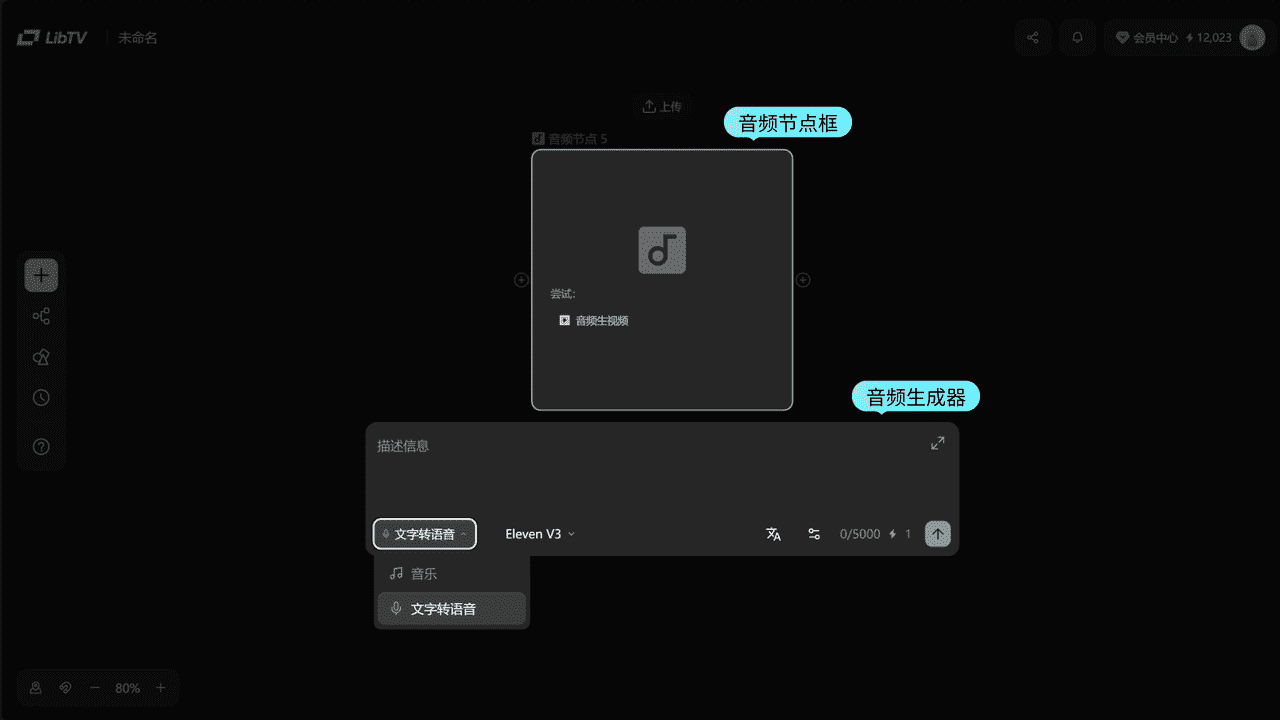 LibTV
未命名
会员中心
12,023
上传
音频节点框
音频节点 5
尝试:
音频生视频
音频生成器
描述信息
文字转语音
Eleven V3
0/5000
1
音乐
文字转语音
80%